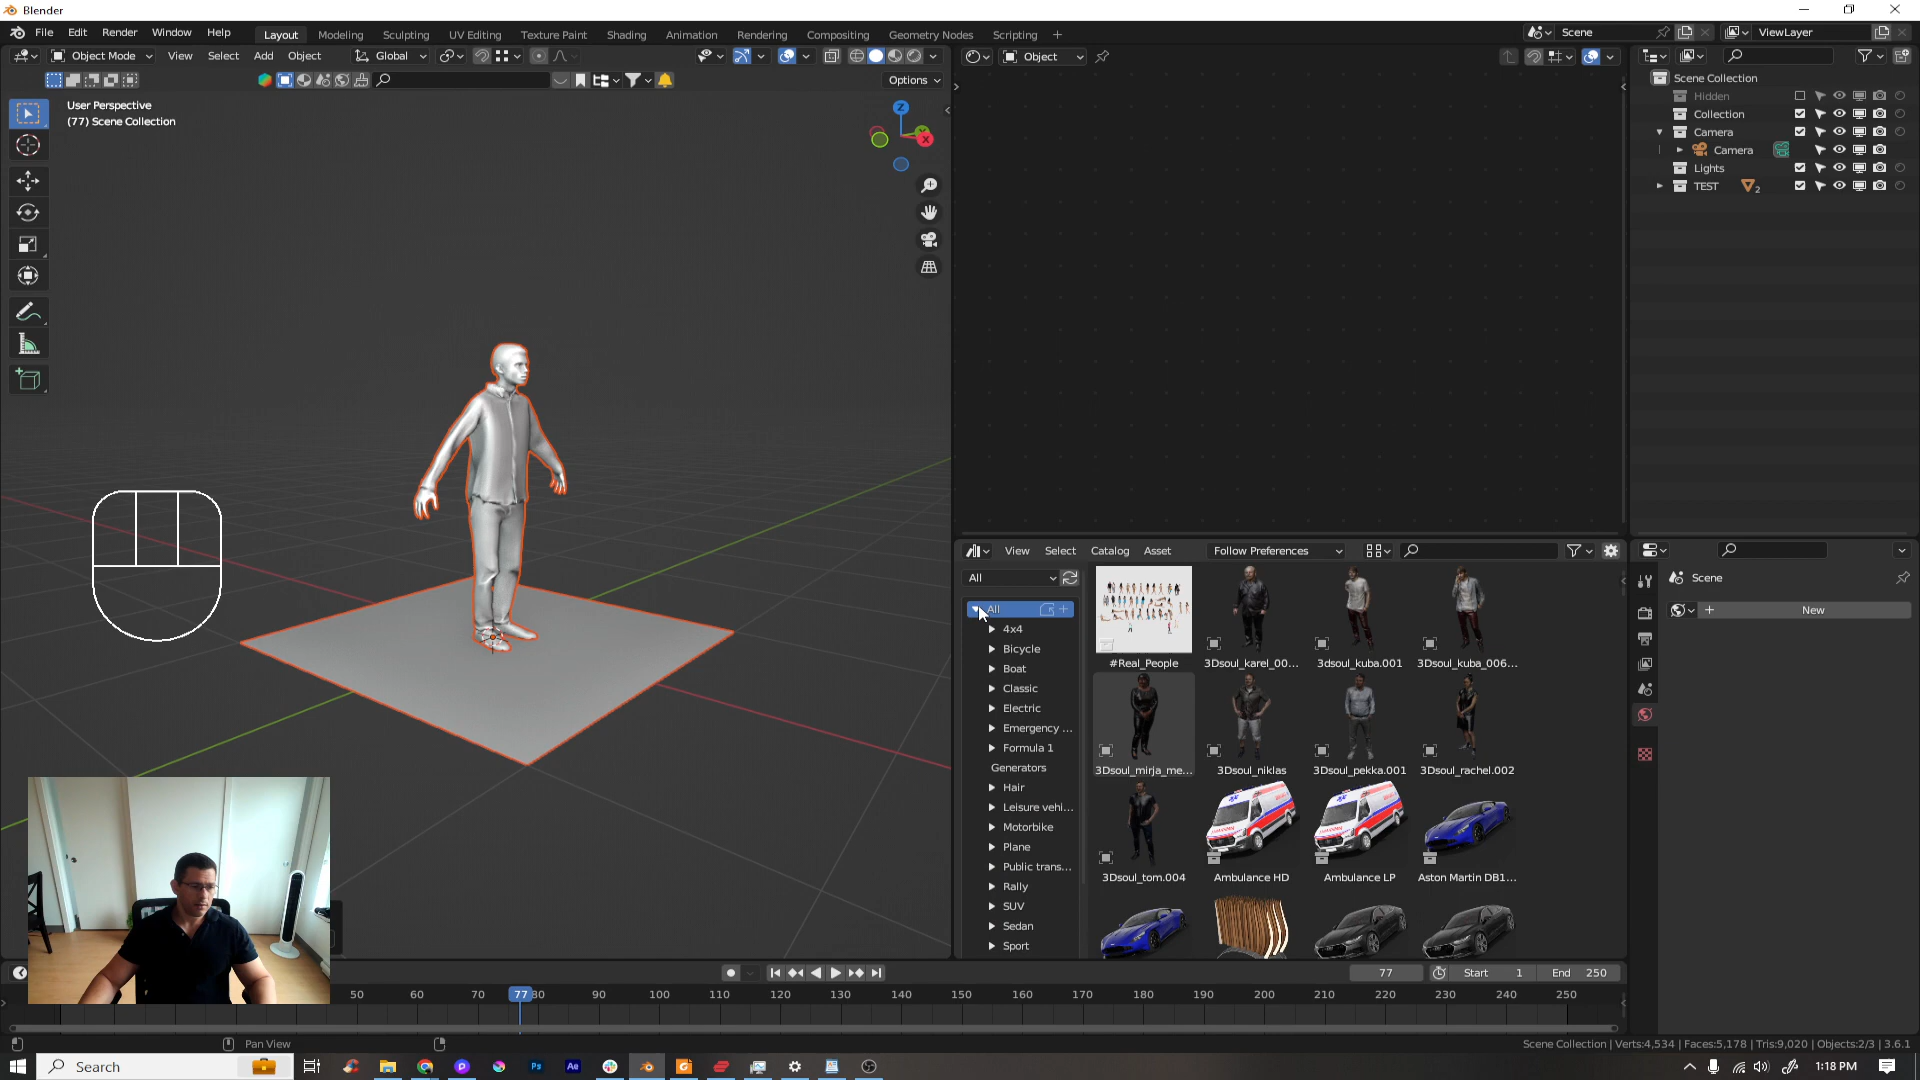 Blender
File Edit Render Window Help Layout Modeling Sculpting UV Editing Texture Paint Shading Animation Rendering Compositing Geometry Nodes Scripting + Scene ViewLayer
Object Mode View Select Add Object Global Object
Options
User Perspective
(77) Scene Collection
Z
X
Scene Collection
Hidden
Collection
Camera
Camera
Lights
TEST 2
View Select Catalog Asset Follow Preferences
All
All
4x4
Bicycle
Boat
Classic
Electric
Emergency ...
Formula 1
Generators
Hair
Leisure vehi...
Motorbike
Plane
Public trans...
Rally
SUV
Sedan
Sport
#Real_People 3Dsoul_karel_00... 3dsoul_kuba.001 3Dsoul_kuba_006...
3Dsoul_mirja_me... 3Dsoul_niklas 3Dsoul_pekka.001 3Dsoul_rachel.002
3Dsoul_tom.004 Ambulance HD Ambulance LP Aston Martin DB1...
Scene
New
77 Start 1 End 250
50 60 70 77 80 90 100 110 120 130 140 150 160 170 180 190 200 210 220 230 240 250
Pan View
Scene Collection | Verts:4,534 | Faces:5,178 | Tris:9,020 | Objects:2/3 | 3.6.1
Search
Ps
Ae
1:18 PM